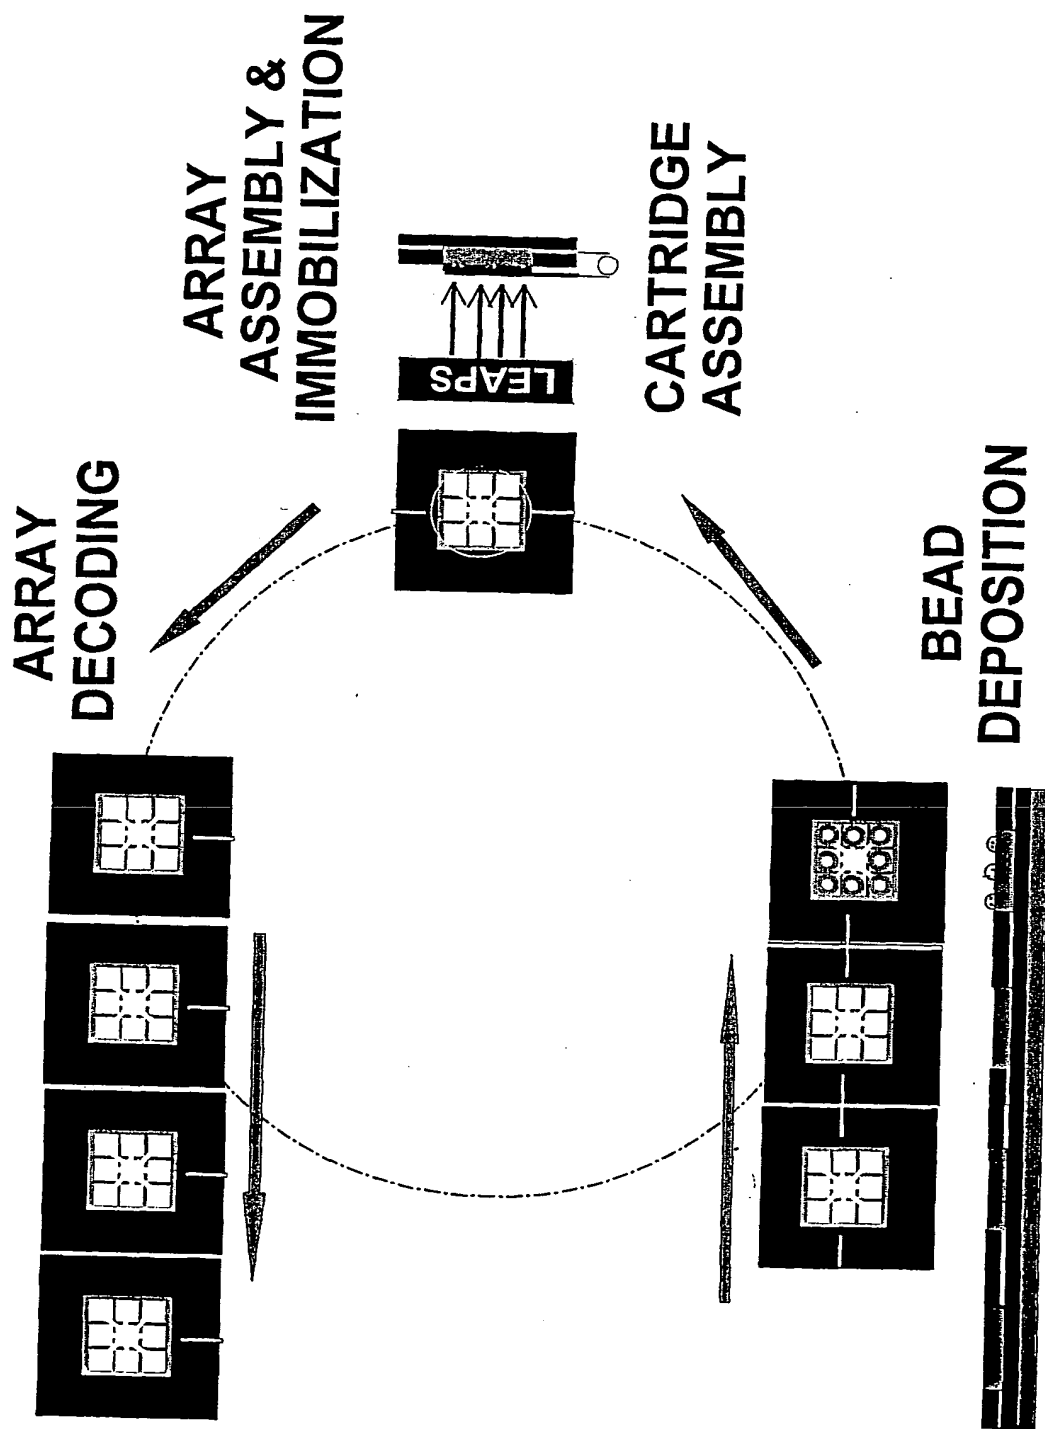 ARRAY
DECODING
ARRAY
ASSEMBLY &
IMMOBILIZATION
LEAPS
CARTRIDGE
ASSEMBLY
BEAD
DEPOSITION